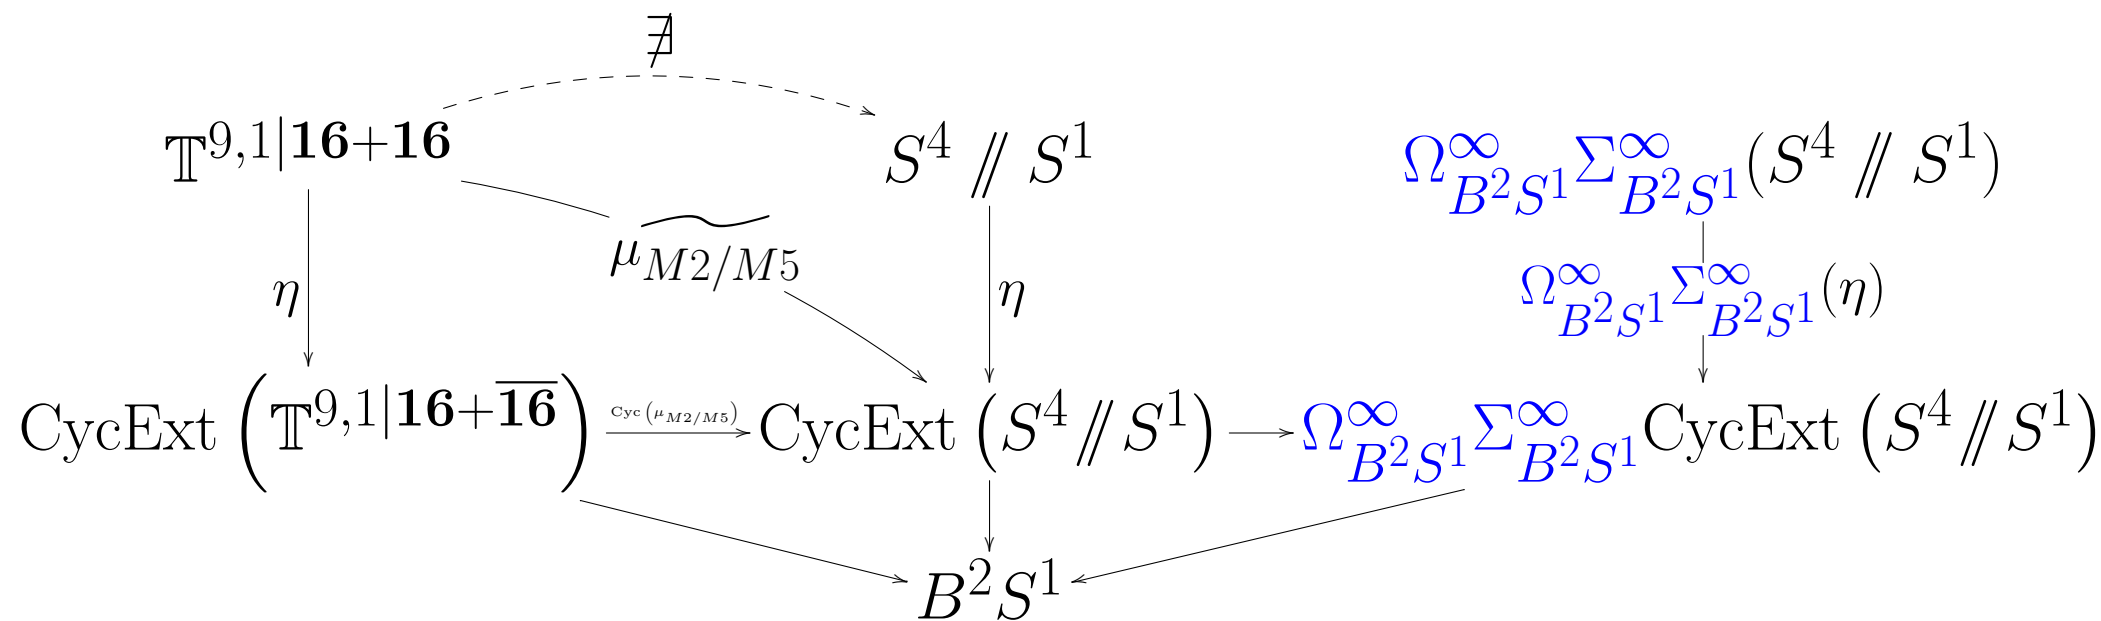 ∄
𝕋^{9,1|𝟏𝟔+𝟏𝟔} S^4 ⫽ S^1 Ω^∞_{B^2S^1}Σ^∞_{B^2S^1}(S^4 ⫽ S^1)
η \widetilde{μ_{M2/M5}} η Ω^∞_{B^2S^1}Σ^∞_{B^2S^1}(η)
CycExt (𝕋^{9,1|𝟏𝟔+\overline{𝟏𝟔}}) Cyc(μ_{M2/M5}) CycExt (S^4 ⫽ S^1) Ω^∞_{B^2S^1}Σ^∞_{B^2S^1}CycExt (S^4 ⫽ S^1)
B^2S^1